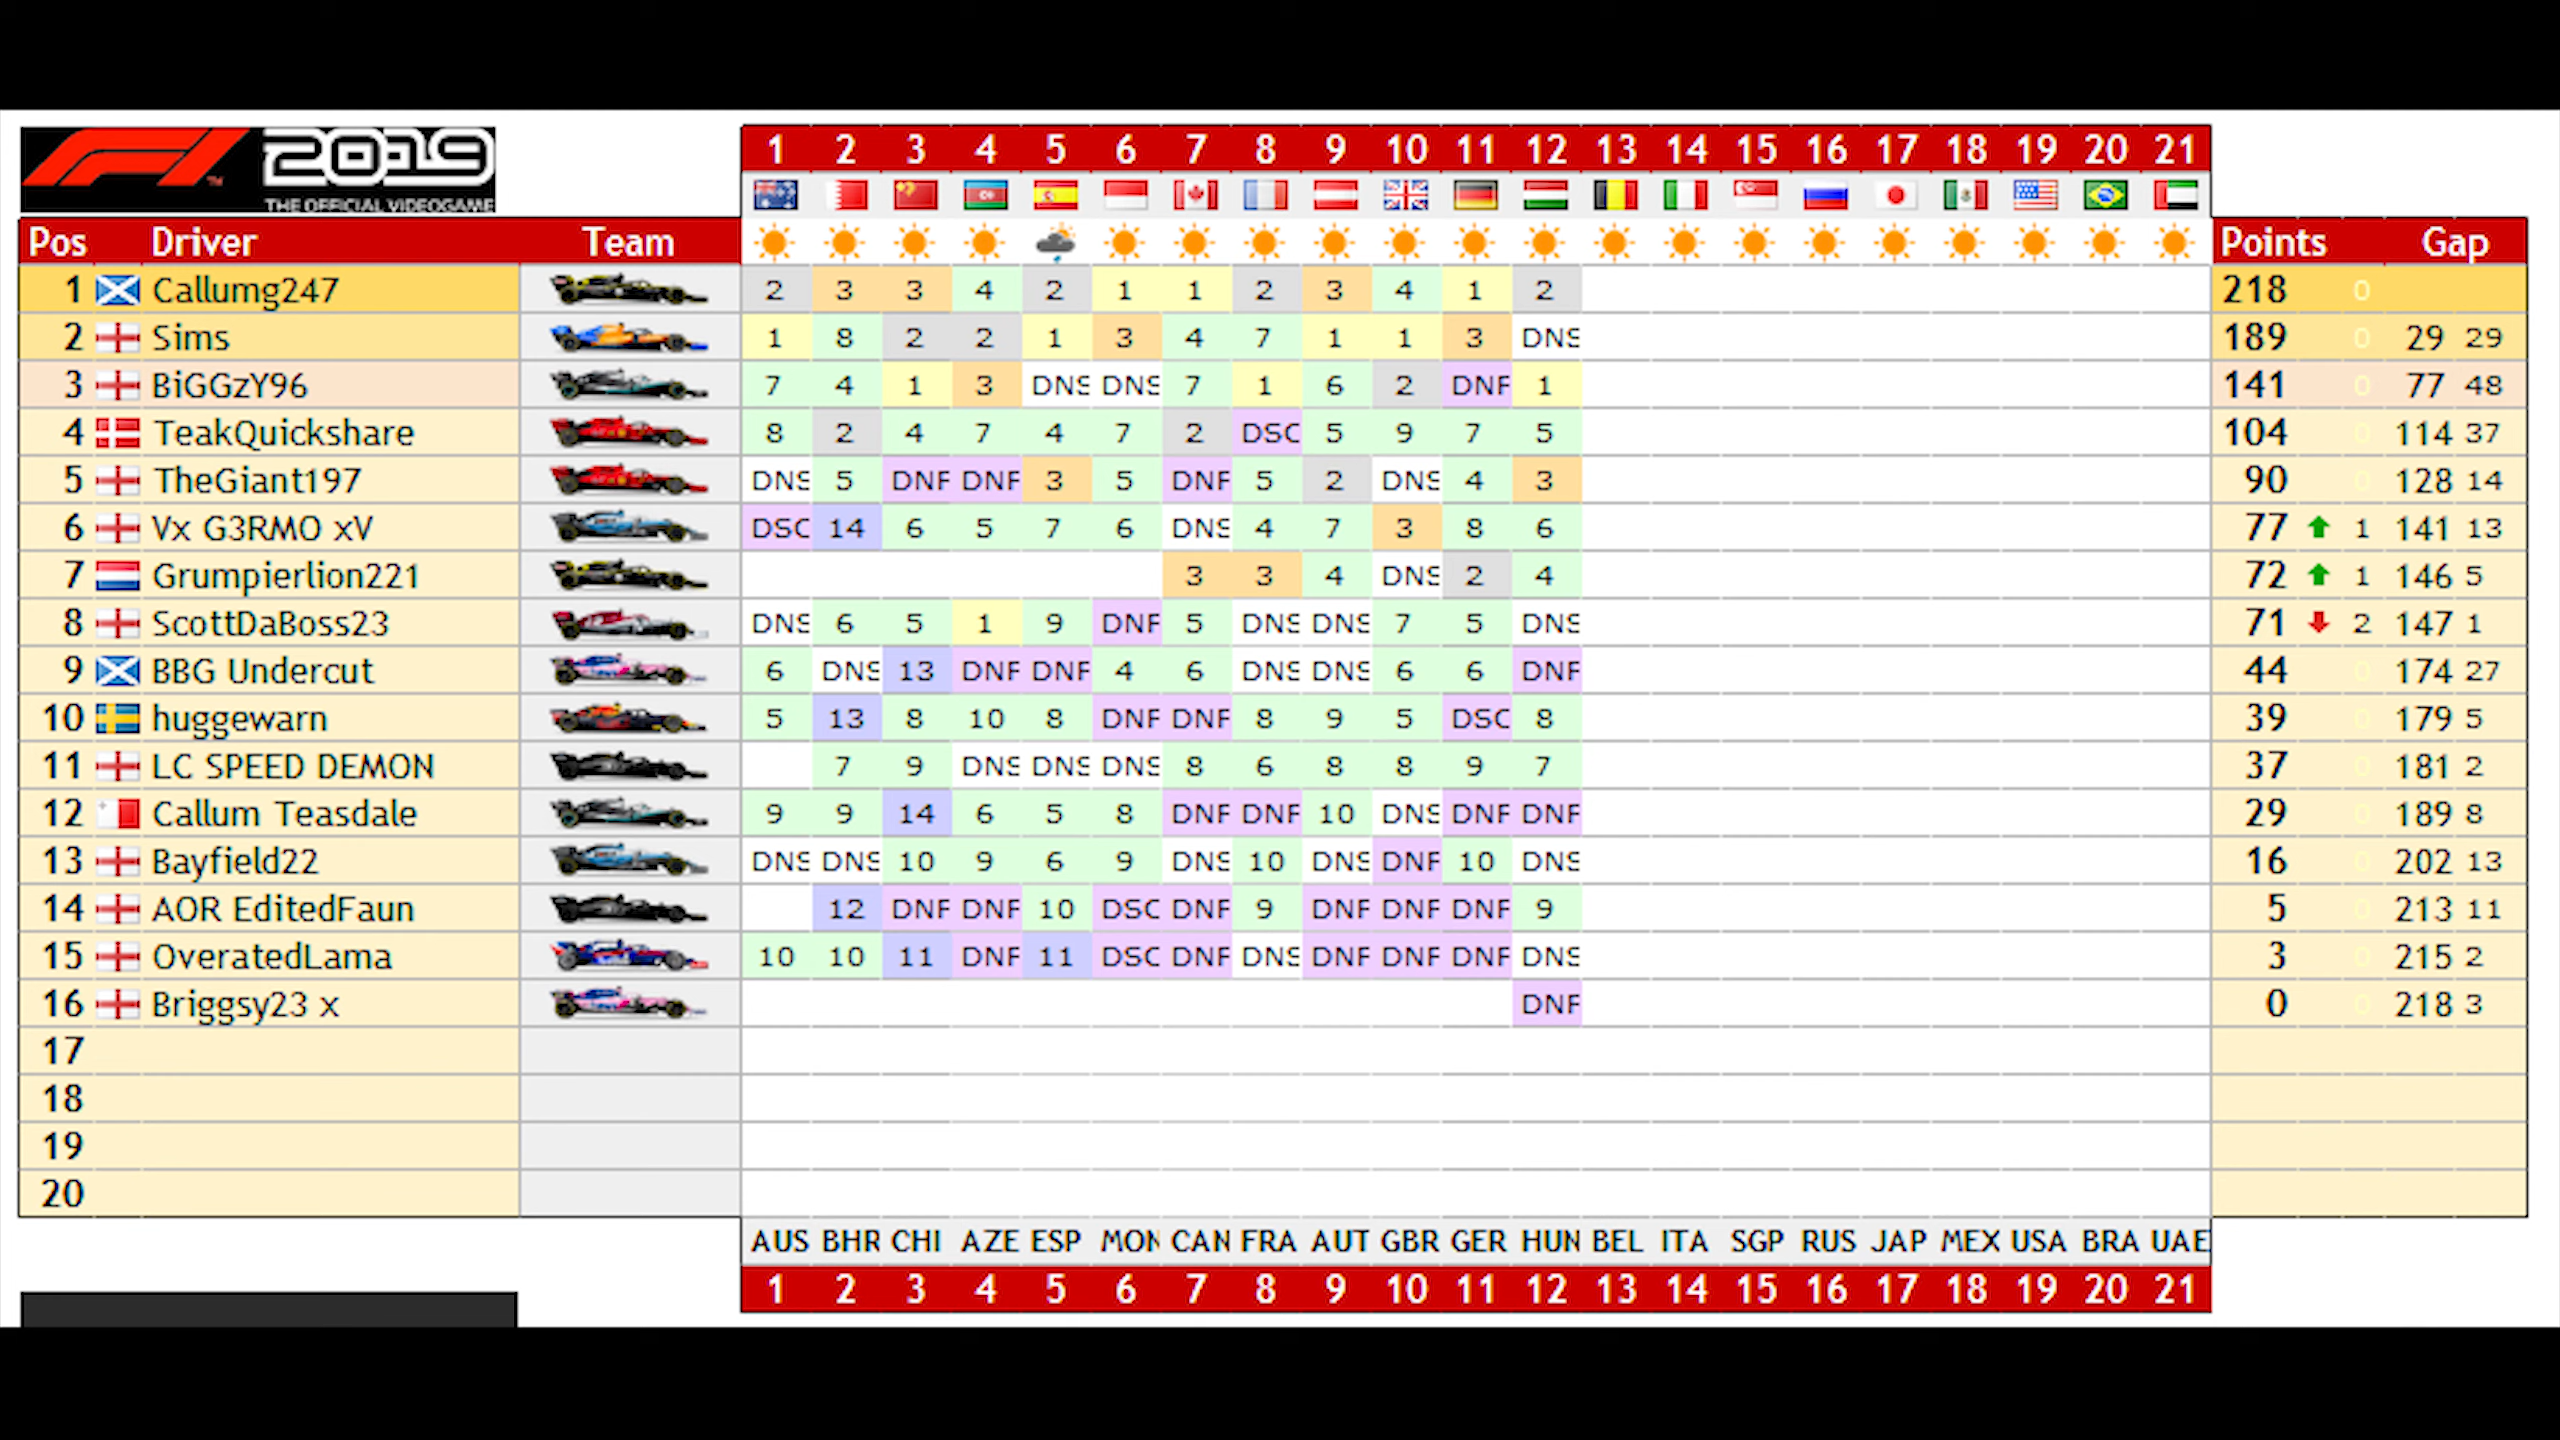 F1 2019
THE OFFICIAL VIDEOGAME
1 2 3 4 5 6 7 8 9 10 11 12 13 14 15 16 17 18 19 20 21
Pos Driver Team Points Gap
1 Callumg247 2 3 3 4 2 1 1 2 3 4 1 2 218 0
2 Sims 1 8 2 2 1 3 4 7 1 1 3 DNS 189 0 29 29
3 BiGGzY96 7 4 1 3 DNS DNS 7 1 6 2 DNF 1 141 0 77 48
4 TeakQuickshare 8 2 4 7 4 7 2 DSC 5 9 7 5 104 0 114 37
5 TheGiant197 DNS 5 DNF DNF 3 5 DNF 5 2 DNS 4 3 90 0 128 14
6 Vx G3RMO xV DSC 14 6 5 7 6 DNS 4 7 3 8 6 77 1 141 13
7 Grumpierlion221 3 3 4 DNS 2 4 72 1 146 5
8 ScottDaBoss23 DNS 6 5 1 9 DNF 5 DNS DNS 7 5 DNS 71 2 147 1
9 BBG Undercut 6 DNS 13 DNF DNF 4 6 DNS DNS 6 6 DNF 44 0 174 27
10 huggewarn 5 13 8 10 8 DNF DNF 8 9 5 DSC 8 39 0 179 5
11 LC SPEED DEMON 7 9 DNS DNS DNS 8 6 8 8 9 7 37 0 181 2
12 Callum Teasdale 9 9 14 6 5 8 DNF DNF 10 DNS DNF DNF 29 0 189 8
13 Bayfield22 DNS DNS 10 9 6 9 DNS 10 DNS DNF 10 DNS 16 0 202 13
14 AOR EditedFaun 12 DNF DNF 10 DSC DNF 9 DNF DNF DNF 9 5 0 213 11
15 OveratedLama 10 10 11 DNF 11 DSC DNF DNS DNF DNF DNF DNS 3 0 215 2
16 Briggsy23 x DNF 0 0 218 3
17
18
19
20
AUS BHR CHI AZE ESP MON CAN FRA AUT GBR GER HUN BEL ITA SGP RUS JAP MEX USA BRA UAE
1 2 3 4 5 6 7 8 9 10 11 12 13 14 15 16 17 18 19 20 21